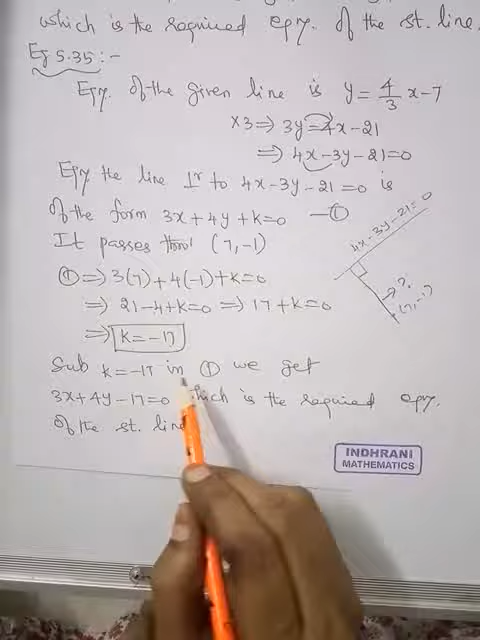 which is the required eqn. of the st. line.
Eg 5.35:-
Eqn. of the given line is y = 4/3 x - 7
×3 ⇒ 3y = 4x - 21
⇒ 4x - 3y - 21 = 0
Eqn the line ⊥r to 4x - 3y - 21 = 0 is
of the form 3x + 4y + k = 0 —①
It passes thro' (7, -1)
① ⇒ 3(7) + 4(-1) + k = 0
⇒ 21 - 4 + k = 0 ⇒ 17 + k = 0
⇒ k = -17
Sub k = -17 in ① we get
3x + 4y - 17 = 0 which is the required eqn.
of the st. line
4x - 3y - 21 = 0
?
(7, -1)
INDHRANI
MATHEMATICS